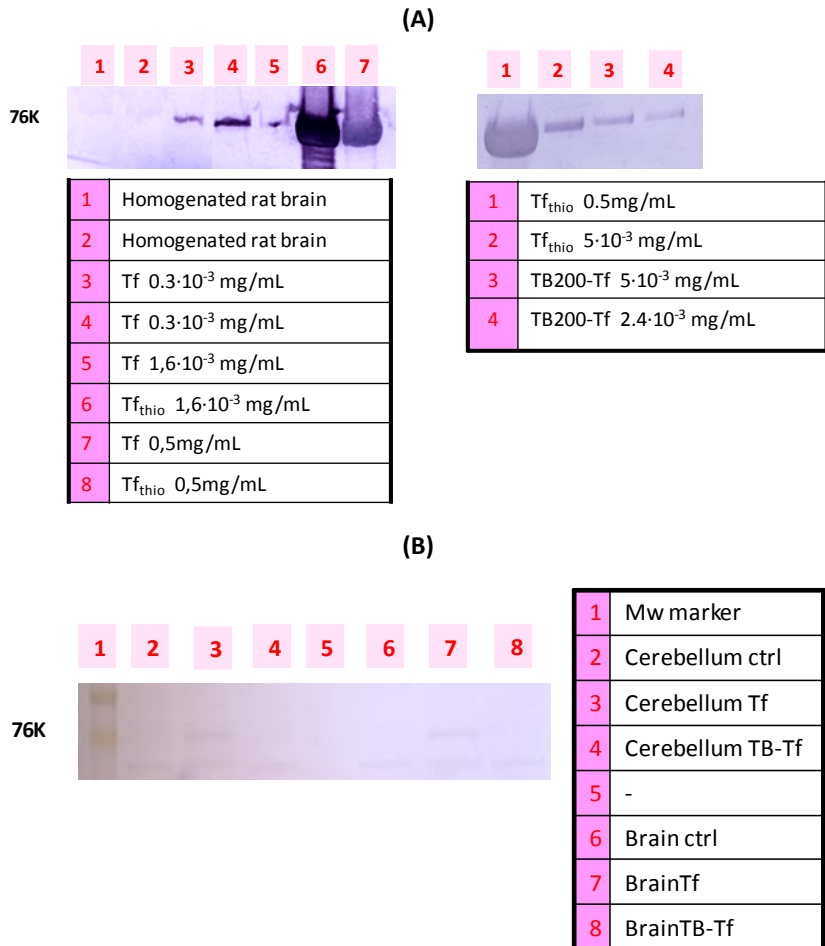 (A)
1 2 3 4 5 6 7
76K
1 Homogenated rat brain
2 Homogenated rat brain
3 Tf 0.3·10-3 mg/mL
4 Tf 0.3·10-3 mg/mL
5 Tf 1,6·10-3 mg/mL
6 Tfthio 1,6·10-3 mg/mL
7 Tf 0,5mg/mL
8 Tfthio 0,5mg/mL
1 2 3 4
1 Tfthio 0.5mg/mL
2 Tfthio 5·10-3 mg/mL
3 TB200-Tf 5·10-3 mg/mL
4 TB200-Tf 2.4·10-3 mg/mL
(B)
1 2 3 4 5 6 7 8
76K
1 Mw marker
2 Cerebellum ctrl
3 Cerebellum Tf
4 Cerebellum TB-Tf
5 -
6 Brain ctrl
7 BrainTf
8 BrainTB-Tf